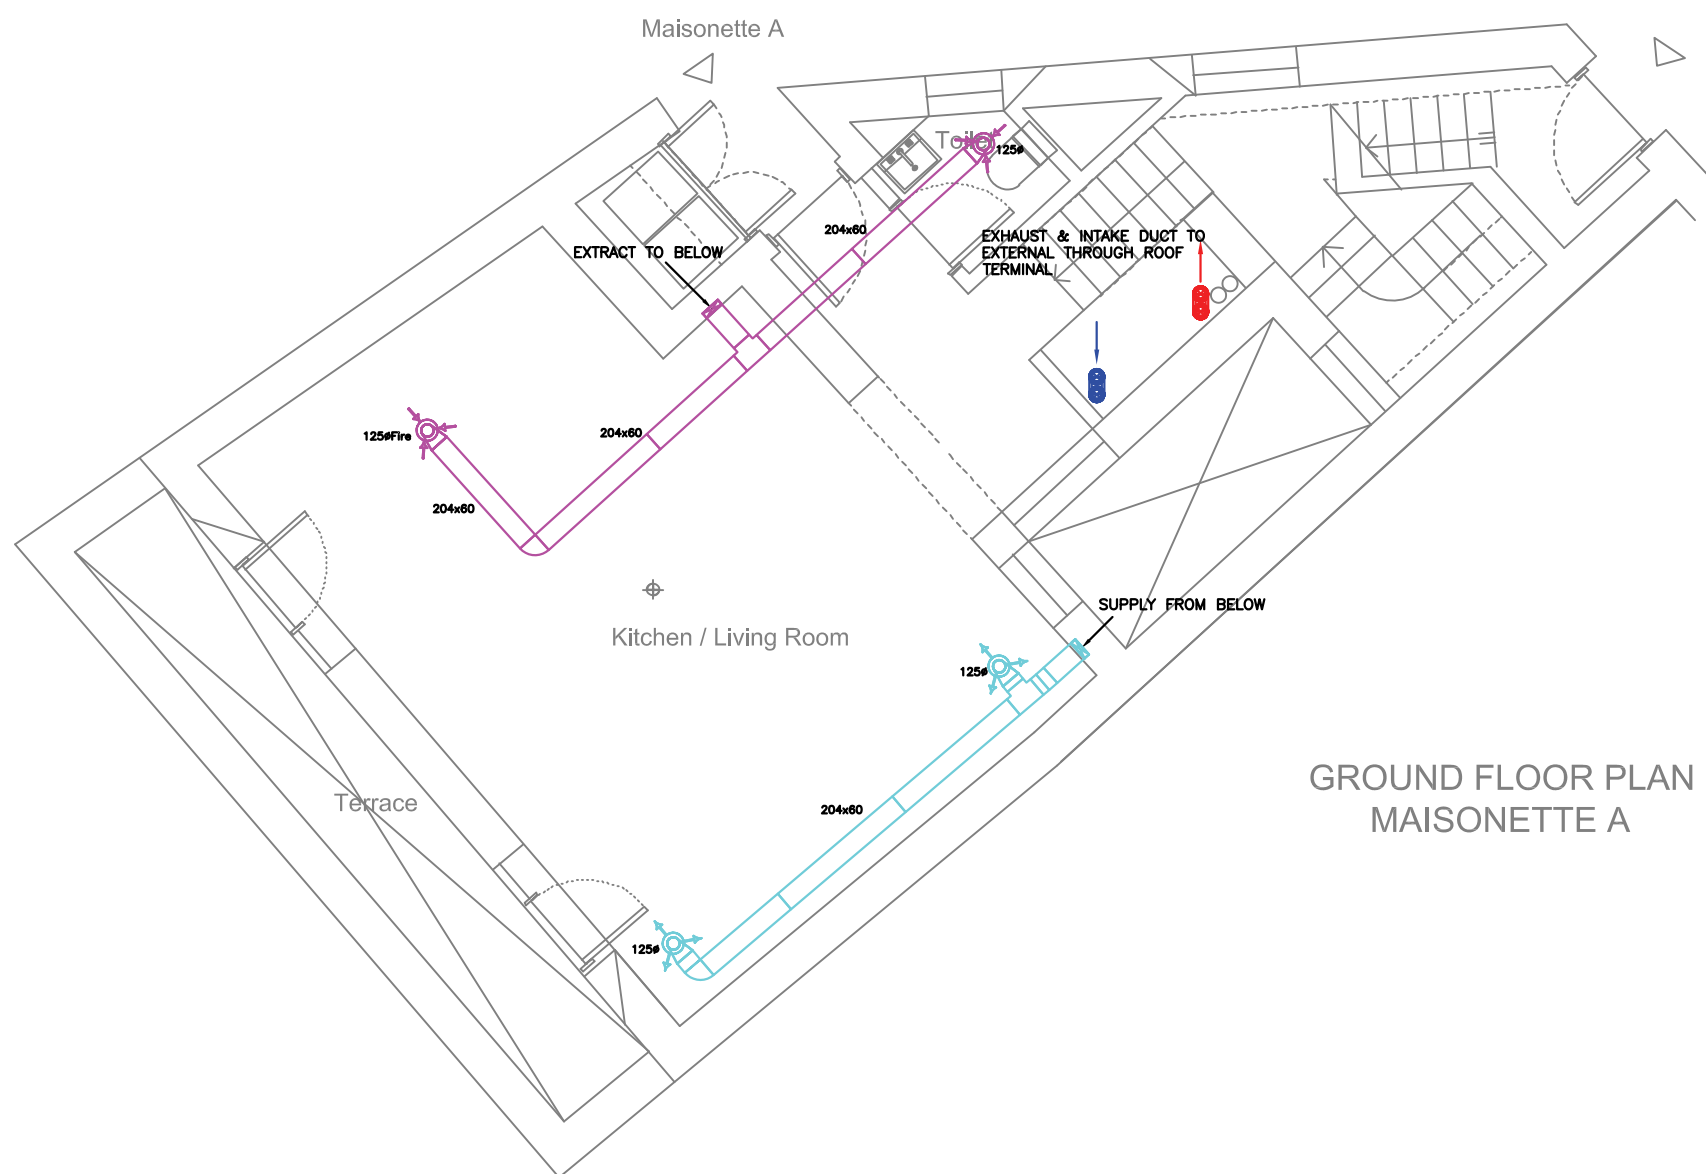 Maisonette A
Toilet
125ø
204x60
EXHAUST & INTAKE DUCT TO
EXTERNAL THROUGH ROOF
TERMINAL
EXTRACT TO BELOW
125øFire
204x60
204x60
Kitchen / Living Room
SUPPLY FROM BELOW
125ø
GROUND FLOOR PLAN
MAISONETTE A
Terrace
204x60
125ø